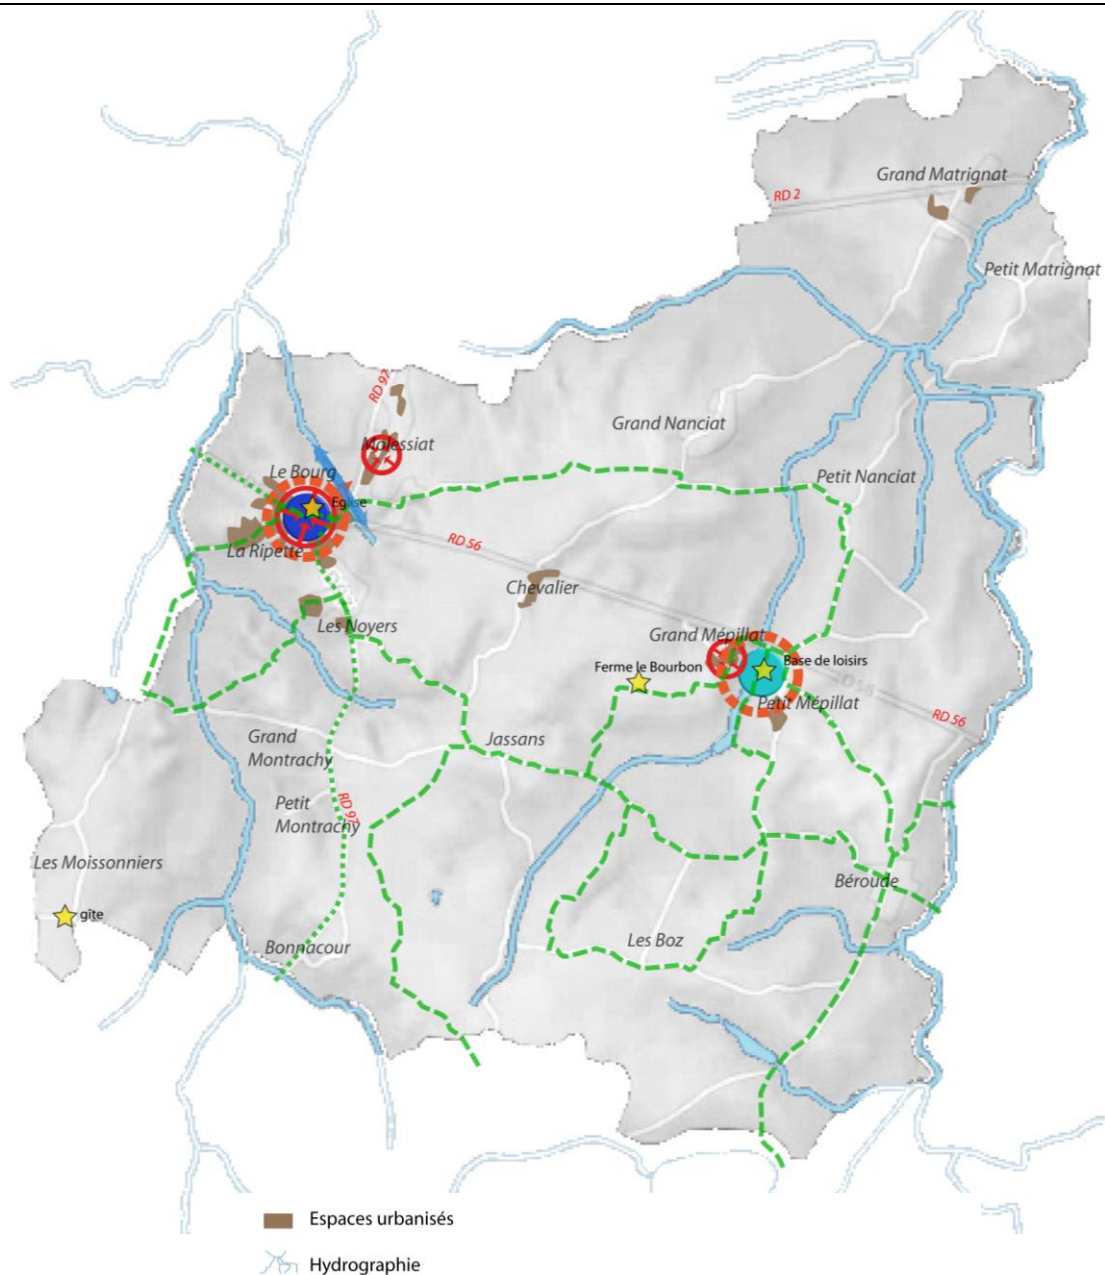 Grand Matrignat
RD 2
Petit Matrignat
RD 97
Grand Nanciat
Molessiat
Le Bourg
Petit Nanciat
Eglise
RD 56
La Ripette
Chevalier
Les Noyers
Grand Mépillat
Ferme le Bourbon
Base de loisirs
Petit Mépillat
RD 56
Grand
Montrachy
Jassans
Petit
Montrachy
RD 97
Les Moissonniers
Béroude
gîte
Les Boz
Bonnacour
Espaces urbanisés
Hydrographie